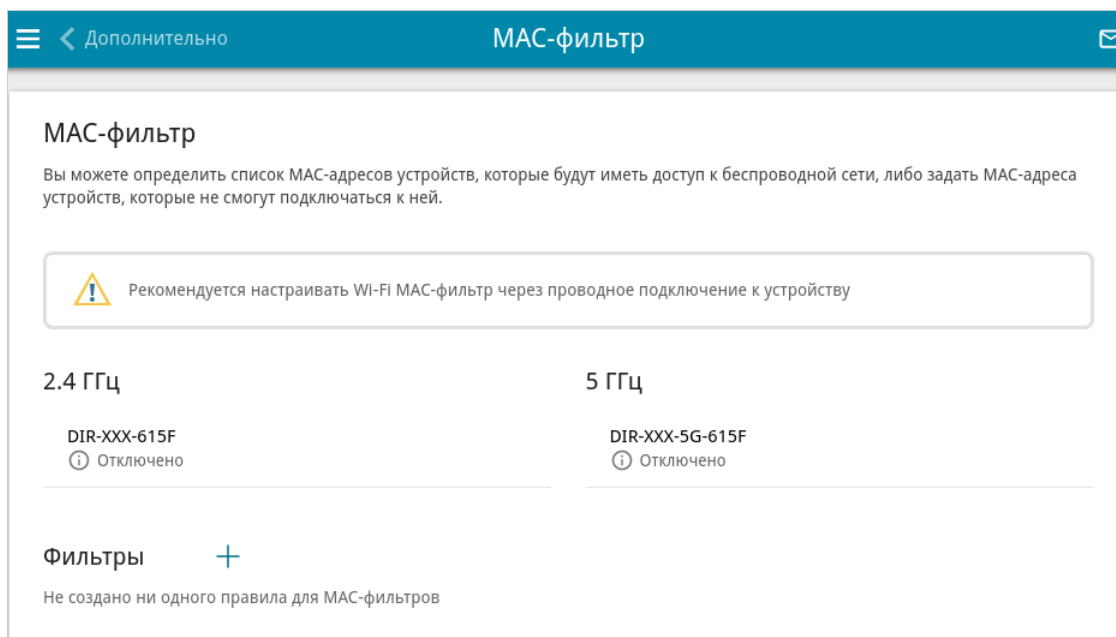 Дополнительно
MAC-фильтр
MAC-фильтр
Вы можете определить список MAC-адресов устройств, которые будут иметь доступ к беспроводной сети, либо задать MAC-адреса
устройств, которые не смогут подключаться к ней.
Рекомендуется настраивать Wi-Fi MAC-фильтр через проводное подключение к устройству
2.4 ГГц
DIR-XXX-615F
Отключено
5 ГГц
DIR-XXX-5G-615F
Отключено
Фильтры
Не создано ни одного правила для MAC-фильтров